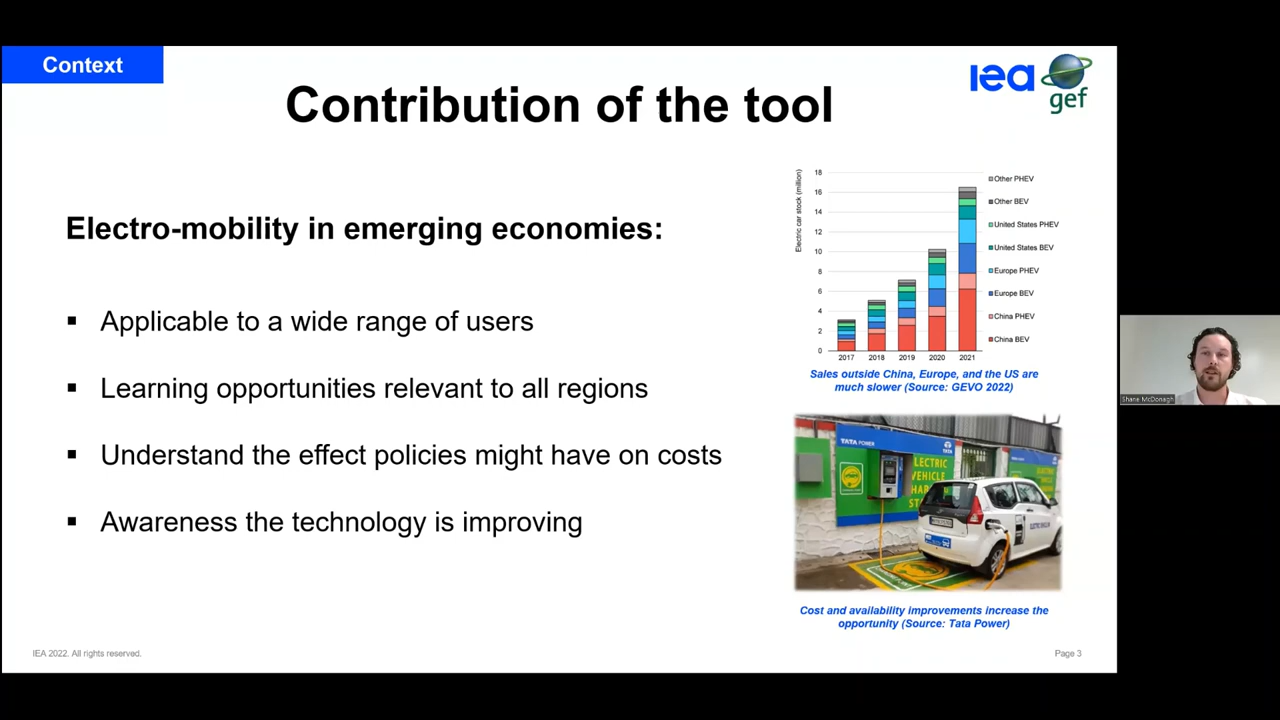 Context
Contribution of the tool
iea
gef
Electro-mobility in emerging economies:
▪ Applicable to a wide range of users
▪ Learning opportunities relevant to all regions
▪ Understand the effect policies might have on costs
▪ Awareness the technology is improving
Electric car stock (million)
18
16
14
12
10
8
6
4
2
0
2017 2018 2019 2020 2021
Other PHEV
Other BEV
United States PHEV
United States BEV
Europe PHEV
Europe BEV
China PHEV
China BEV
Sales outside China, Europe, and the US are
much slower (Source: GEVO 2022)
TATA POWER
TATA
ELECTRIC
VEHICLE
Cost and availability improvements increase the
opportunity (Source: Tata Power)
IEA 2022. All rights reserved.
Page 3
Shane McDonagh